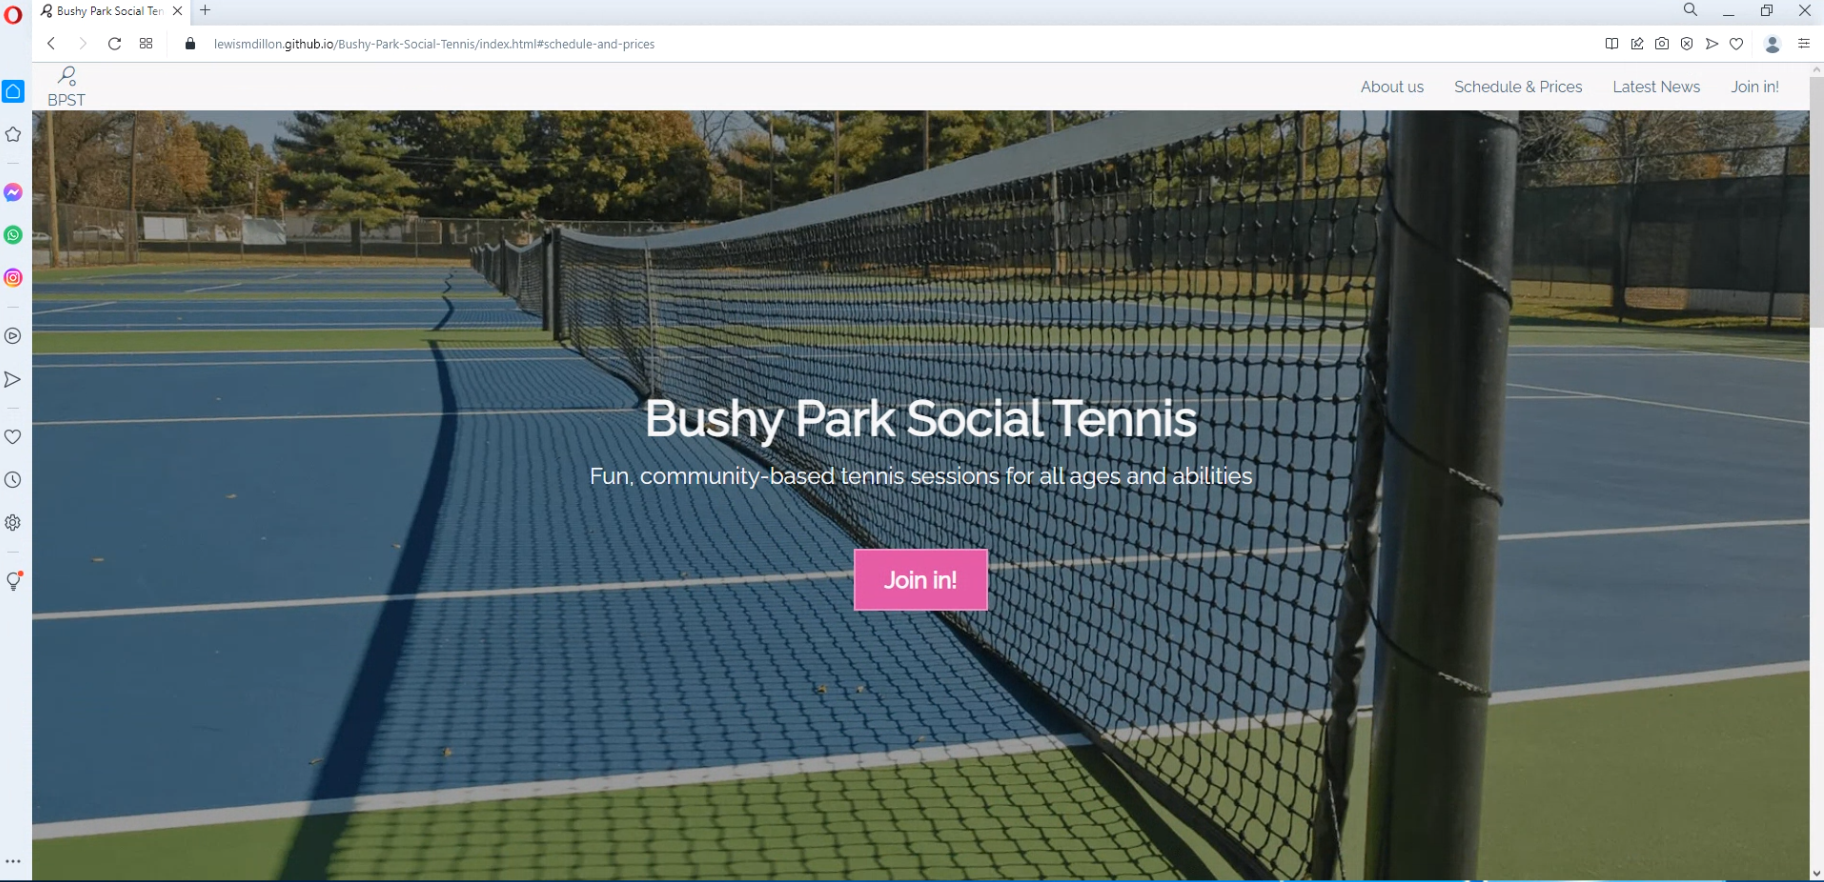 Bushy Park Social Ten
lewismdillon.github.io/Bushy-Park-Social-Tennis/index.html#schedule-and-prices
BPST
About us Schedule & Prices Latest News Join in!
Bushy Park Social Tennis
Fun, community-based tennis sessions for all ages and abilities
Join in!